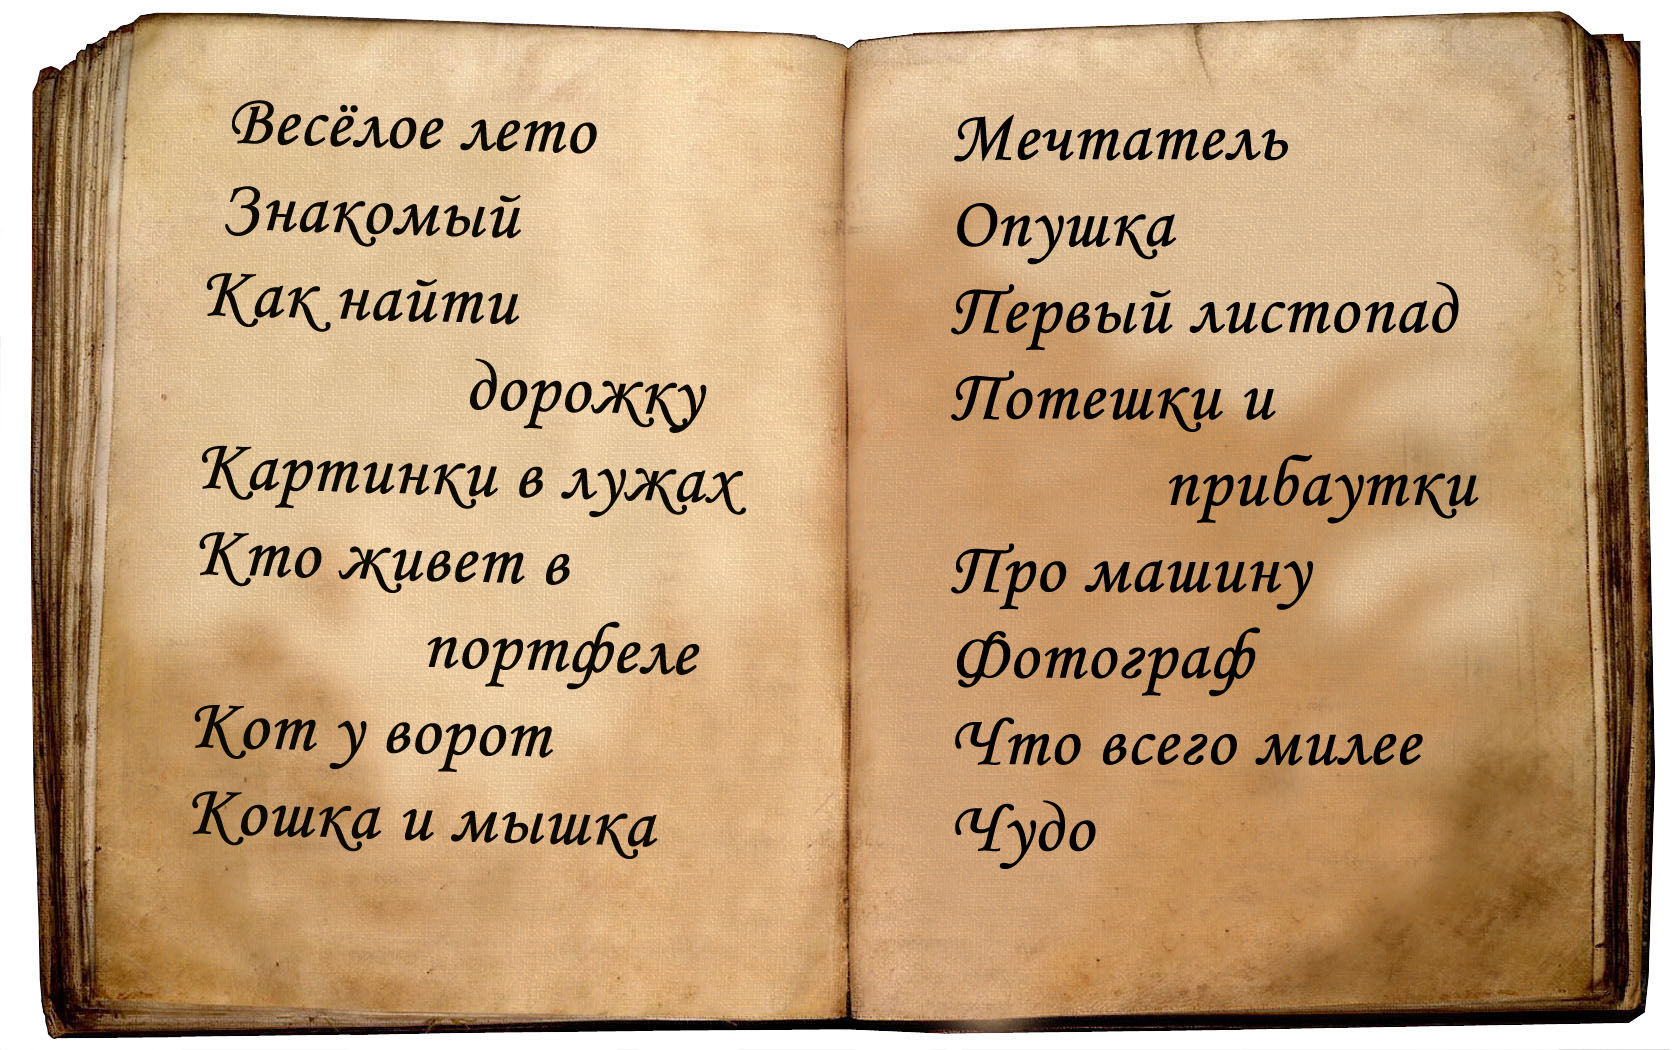 Весёлое лето
Знакомый
Как найти
дорожку
Картинки в лужах
Кто живет в
портфеле
Кот у ворот
Кошка и мышка
Мечтатель
Опушка
Первый листопад
Потешки и
прибаутки
Про машину
Фотограф
Что всего милее
Чудо